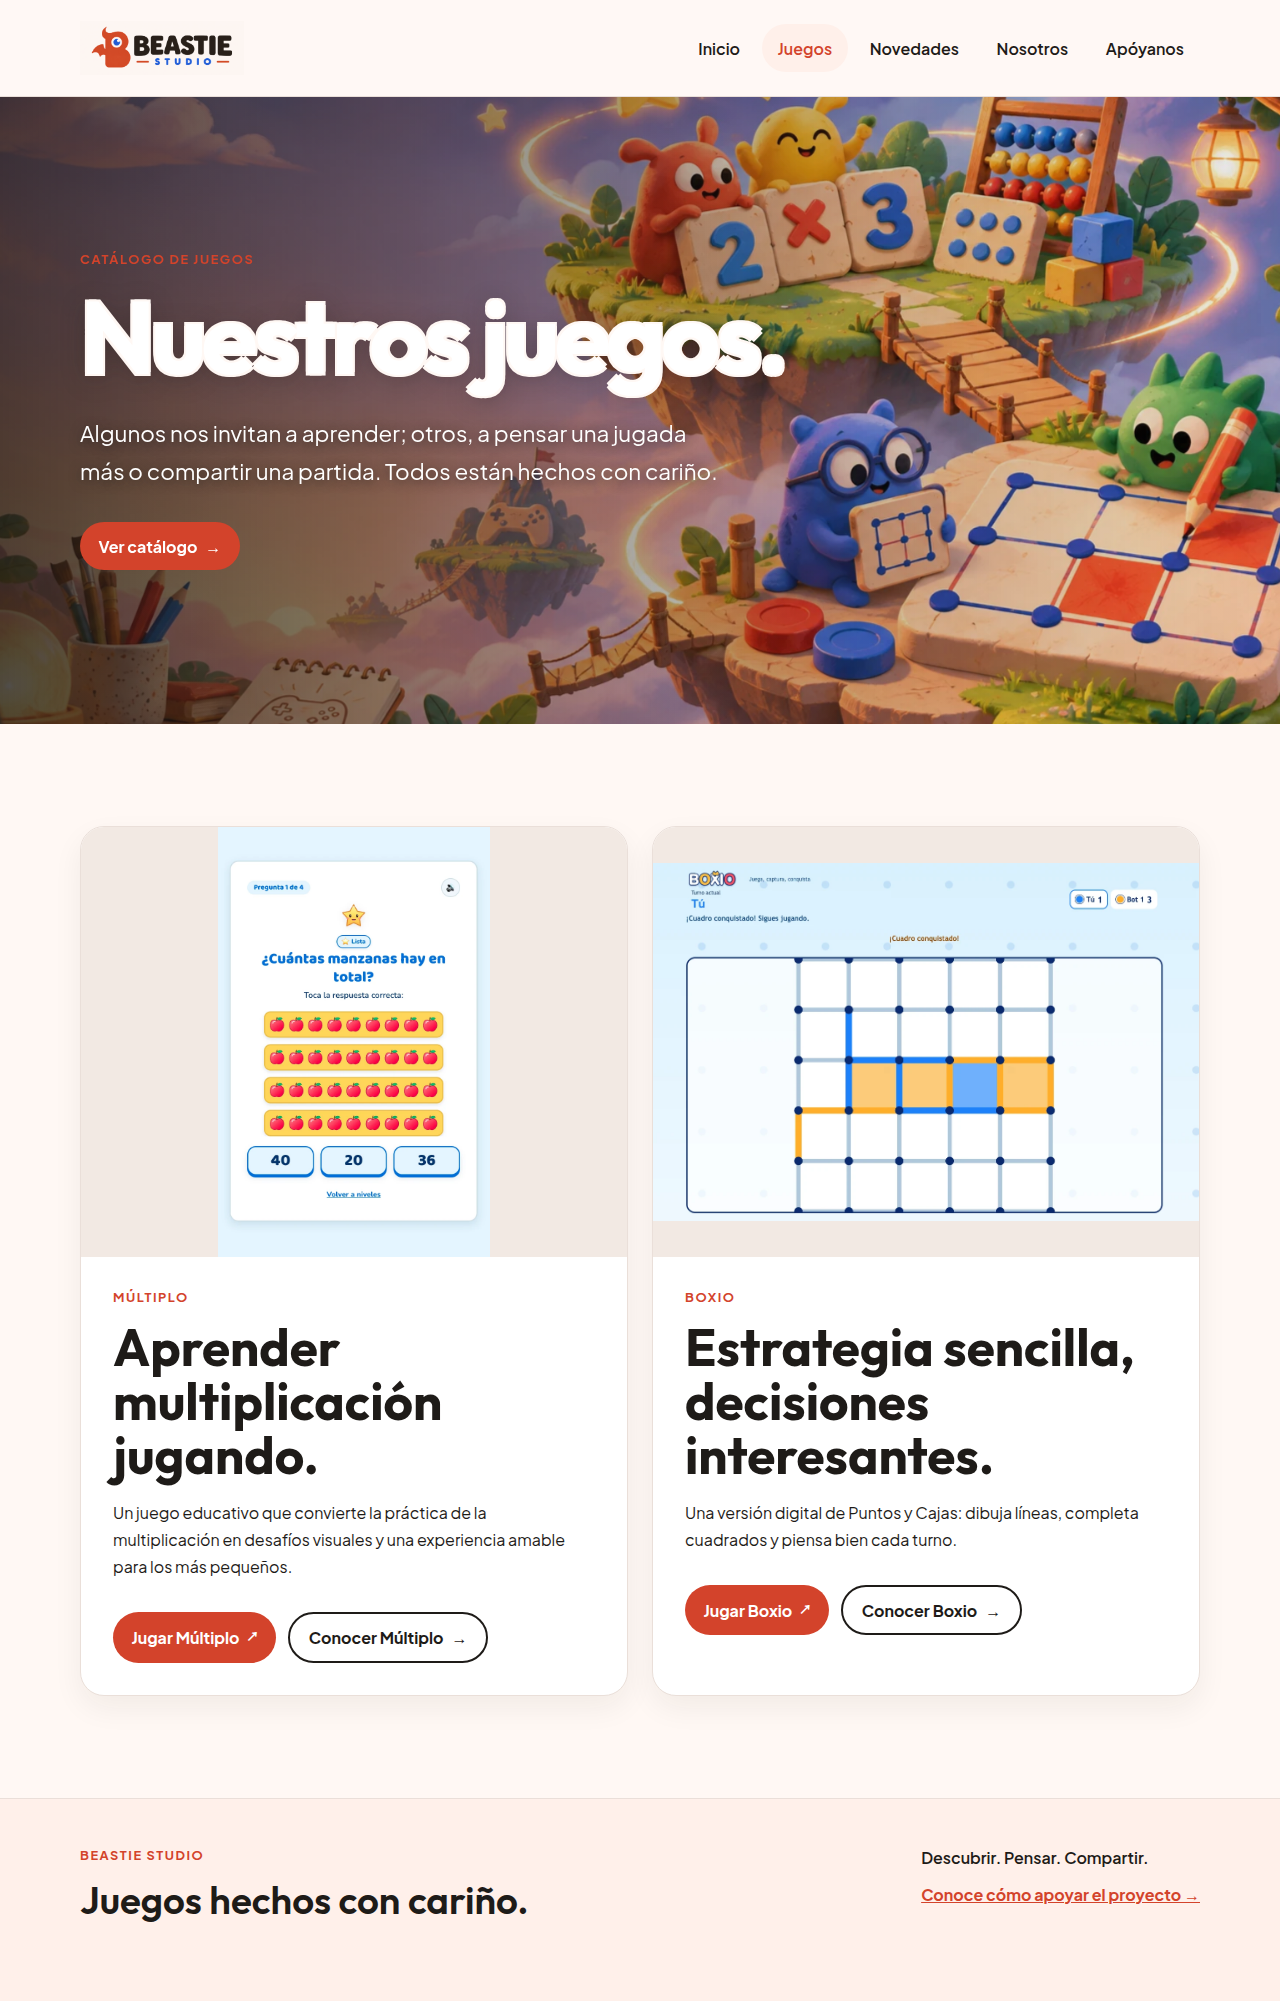 BEASTIE
STUDIO
Inicio
Juegos
Novedades
Nosotros
Apóyanos
CATÁLOGO DE JUEGOS
Nuestros juegos.
Algunos nos invitan a aprender; otros, a pensar una jugada
más o compartir una partida. Todos están hechos con cariño.
Ver catálogo →
2 × 3
Pregunta 1 de 4
Lista
¿Cuántas manzanas hay en
total?
Toca la respuesta correcta:
40
20
36
Volver a niveles
BOXIO
Juega, captura, conquista
Turno actual
Tú
¡Cuadro conquistado! Sigues jugando.
Tú 1
Bot 1 3
¡Cuadro conquistado!
MÚLTIPLO
Aprender
multiplicación
jugando.
Un juego educativo que convierte la práctica de la
multiplicación en desafíos visuales y una experiencia amable
para los más pequeños.
Jugar Múltiplo ↗
Conocer Múltiplo →
BOXIO
Estrategia sencilla,
decisiones
interesantes.
Una versión digital de Puntos y Cajas: dibuja líneas, completa
cuadrados y piensa bien cada turno.
Jugar Boxio ↗
Conocer Boxio →
BEASTIE STUDIO
Juegos hechos con cariño.
Descubrir. Pensar. Compartir.
Conoce cómo apoyar el proyecto →